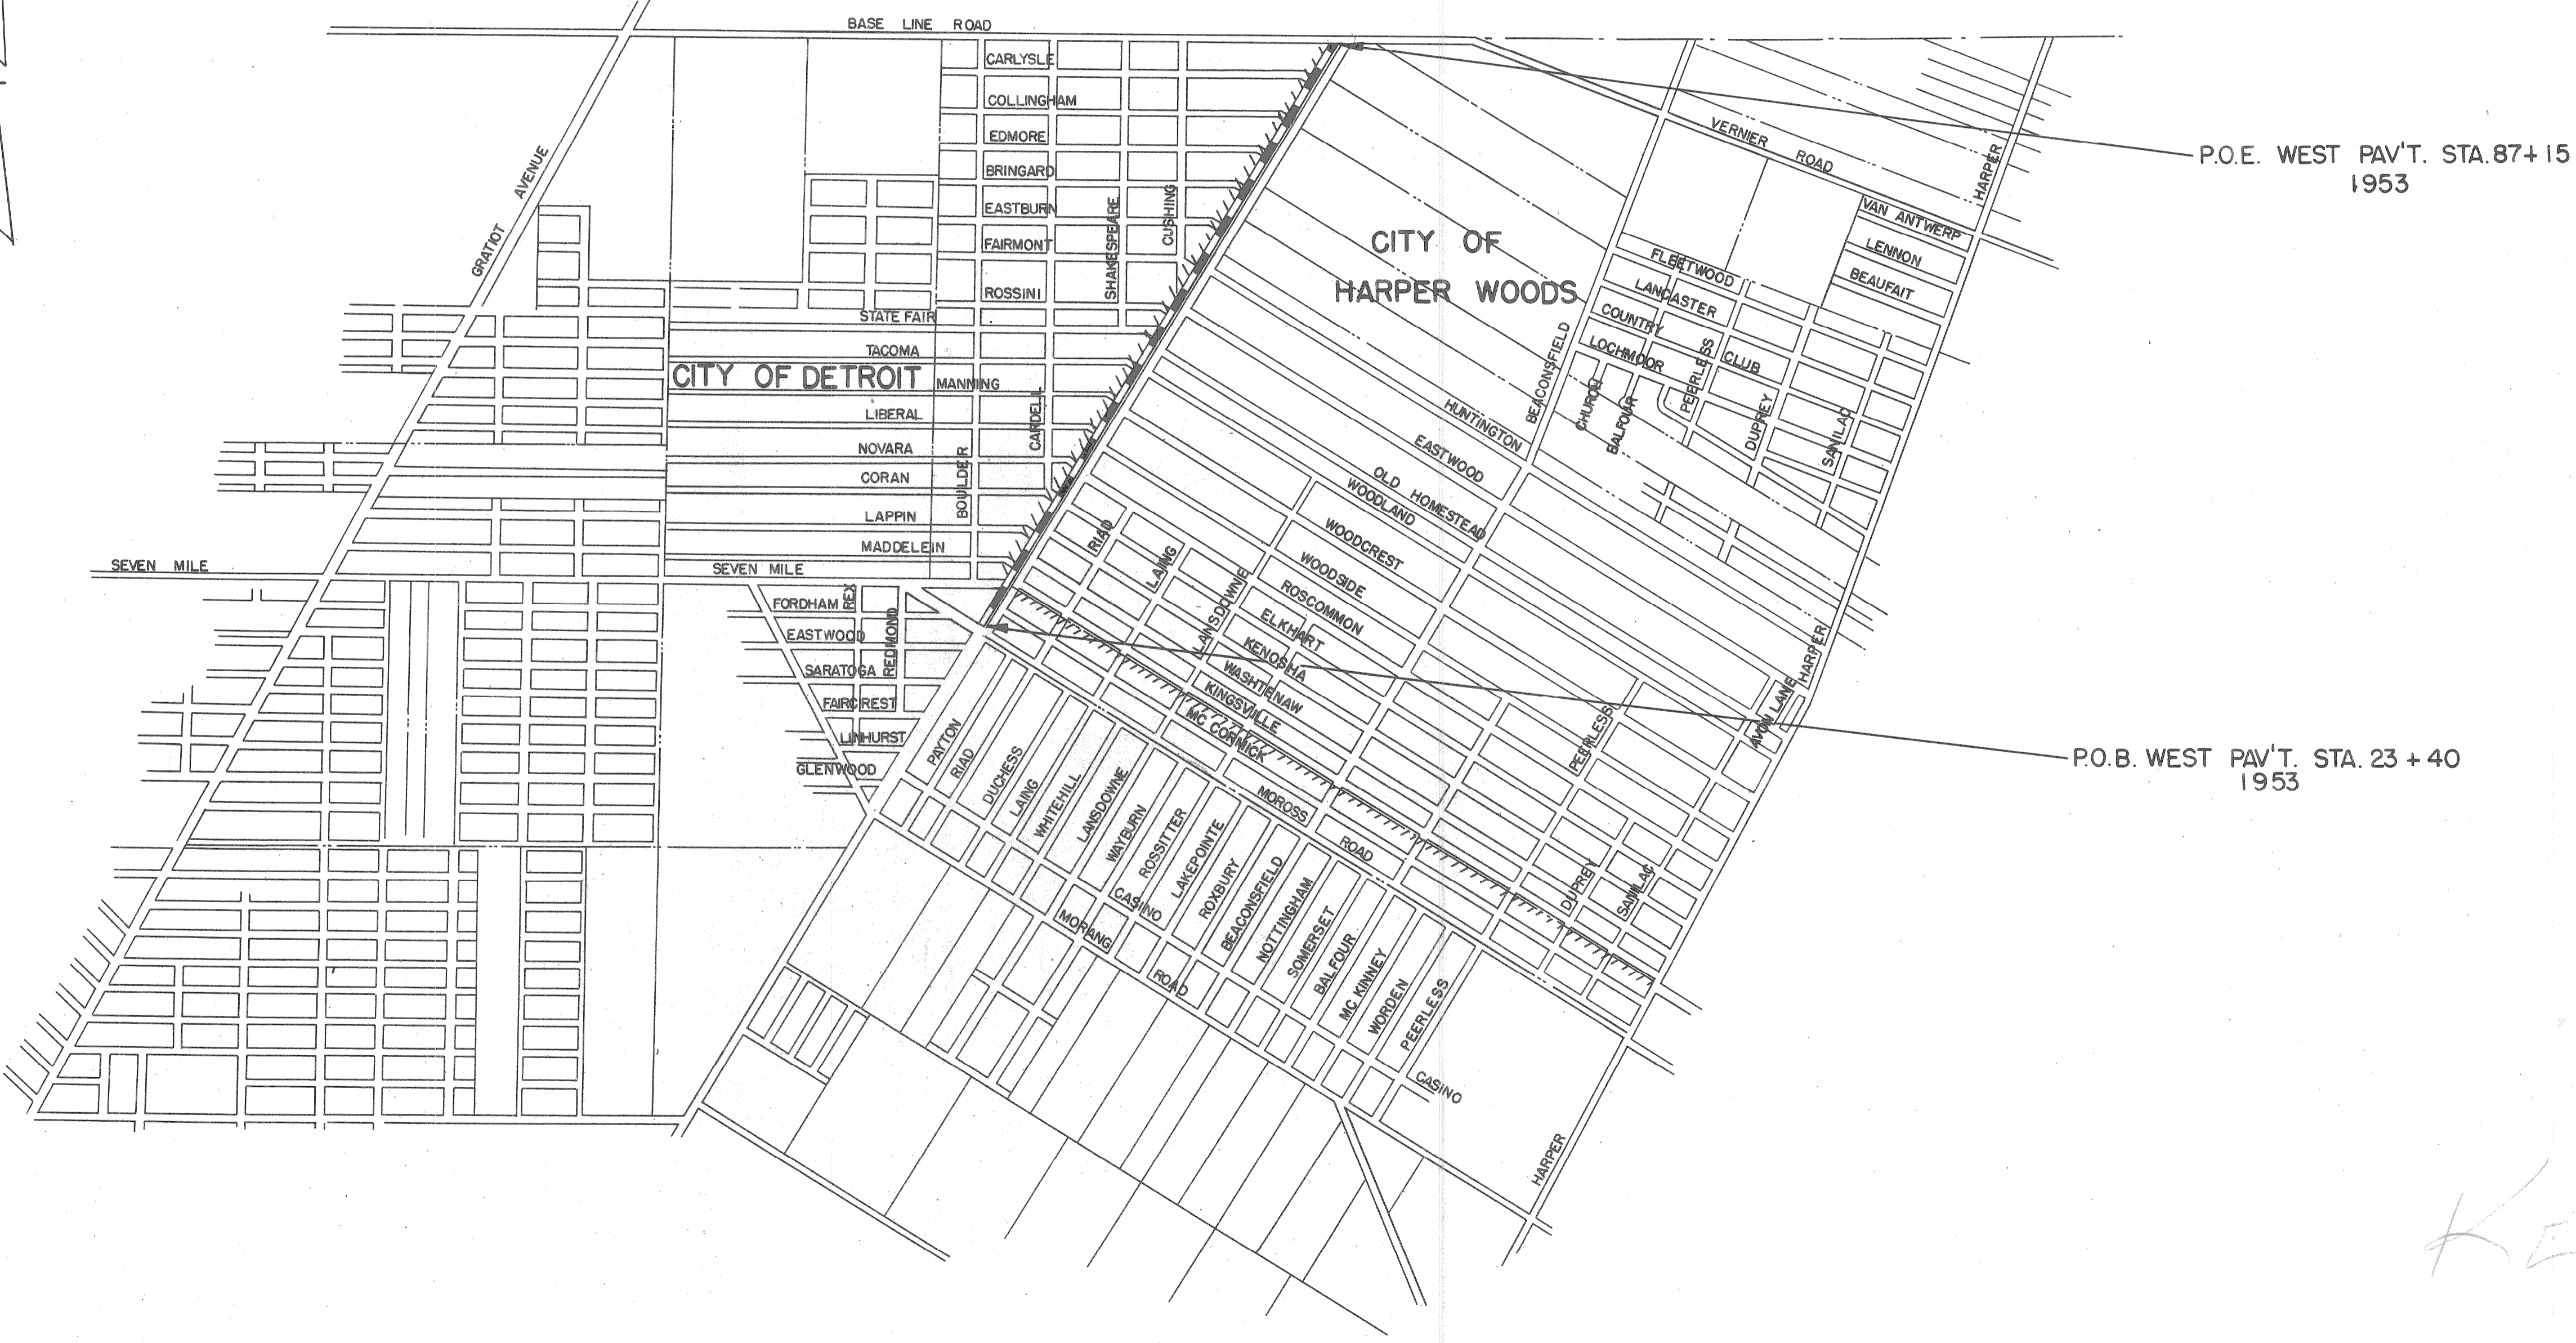 BASE LINE ROAD
CARLYSLE
COLLINGHAM
EDMORE
BRINGARD
EASTBURN
FAIRMONT
ROSSINI
SHAKESPEARE
CUSHING
GRATIOT AVENUE
STATE FAIR
TACOMA
CITY OF DETROIT
MANNING
LIBERAL
NOVARA
CORAN
LAPPIN
MADDELEIN
BOULDER
CARDELL
SEVEN MILE
SEVEN MILE
FORDHAM
REX
EASTWOOD
REDMOND
SARATOGA
FAIRCREST
LINHURST
GLENWOOD
CITY OF
HARPER WOODS
VERNIER ROAD
HARPER
P.O.E. WEST PAV'T. STA. 87+15
1953
VAN ANTWERP
LENNON
BEAUFAIT
FLEETWOOD
LANCASTER
COUNTRY CLUB
LOCHMOOR
BEACONSFIELD
CHURCH
BALFOUR
PEERLESS
DUPREY
SANILAC
HUNTINGTON
EASTWOOD
OLD HOMESTEAD
WOODLAND
WOODCREST
WOODSIDE
ROSCOMMON
ELKHART
KENOSHA
WASHTENAW
KINGSVILLE
MC CORMICK
RIAD
LAING
LANSDOWNE
HARPER
AVON LANE
PEERLESS
DUPREY
SANILAC
P.O.B. WEST PAV'T. STA. 23 + 40
1953
MOROSS ROAD
PAYTON
RIAD
DUCHESS
LAING
WHITEHILL
LANSDOWNE
WAYBURN
ROSSITTER
LAKEPOINTE
ROXBURY
BEACONSFIELD
NOTTINGHAM
SOMERSET
BALFOUR
MC KINNEY
WORDEN
PEERLESS
CASINO
MORANG ROAD
CASINO
HARPER
KE